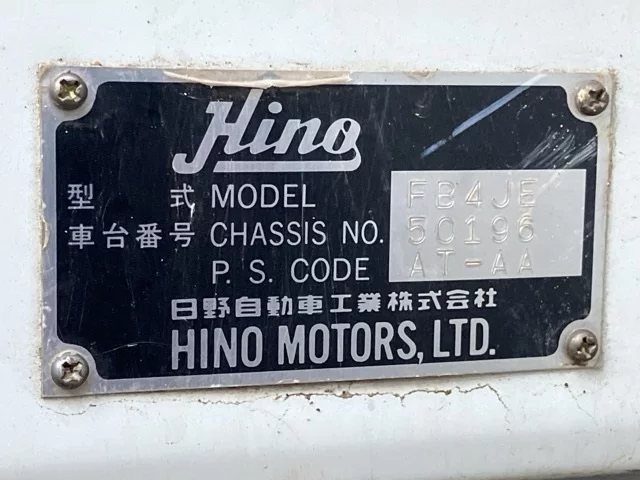 Hino
型 式 MODEL FB4JE
車台番号 CHASSIS NO. 50196
P. S. CODE AT-AA
日野自動車工業株式会社
HINO MOTORS, LTD.